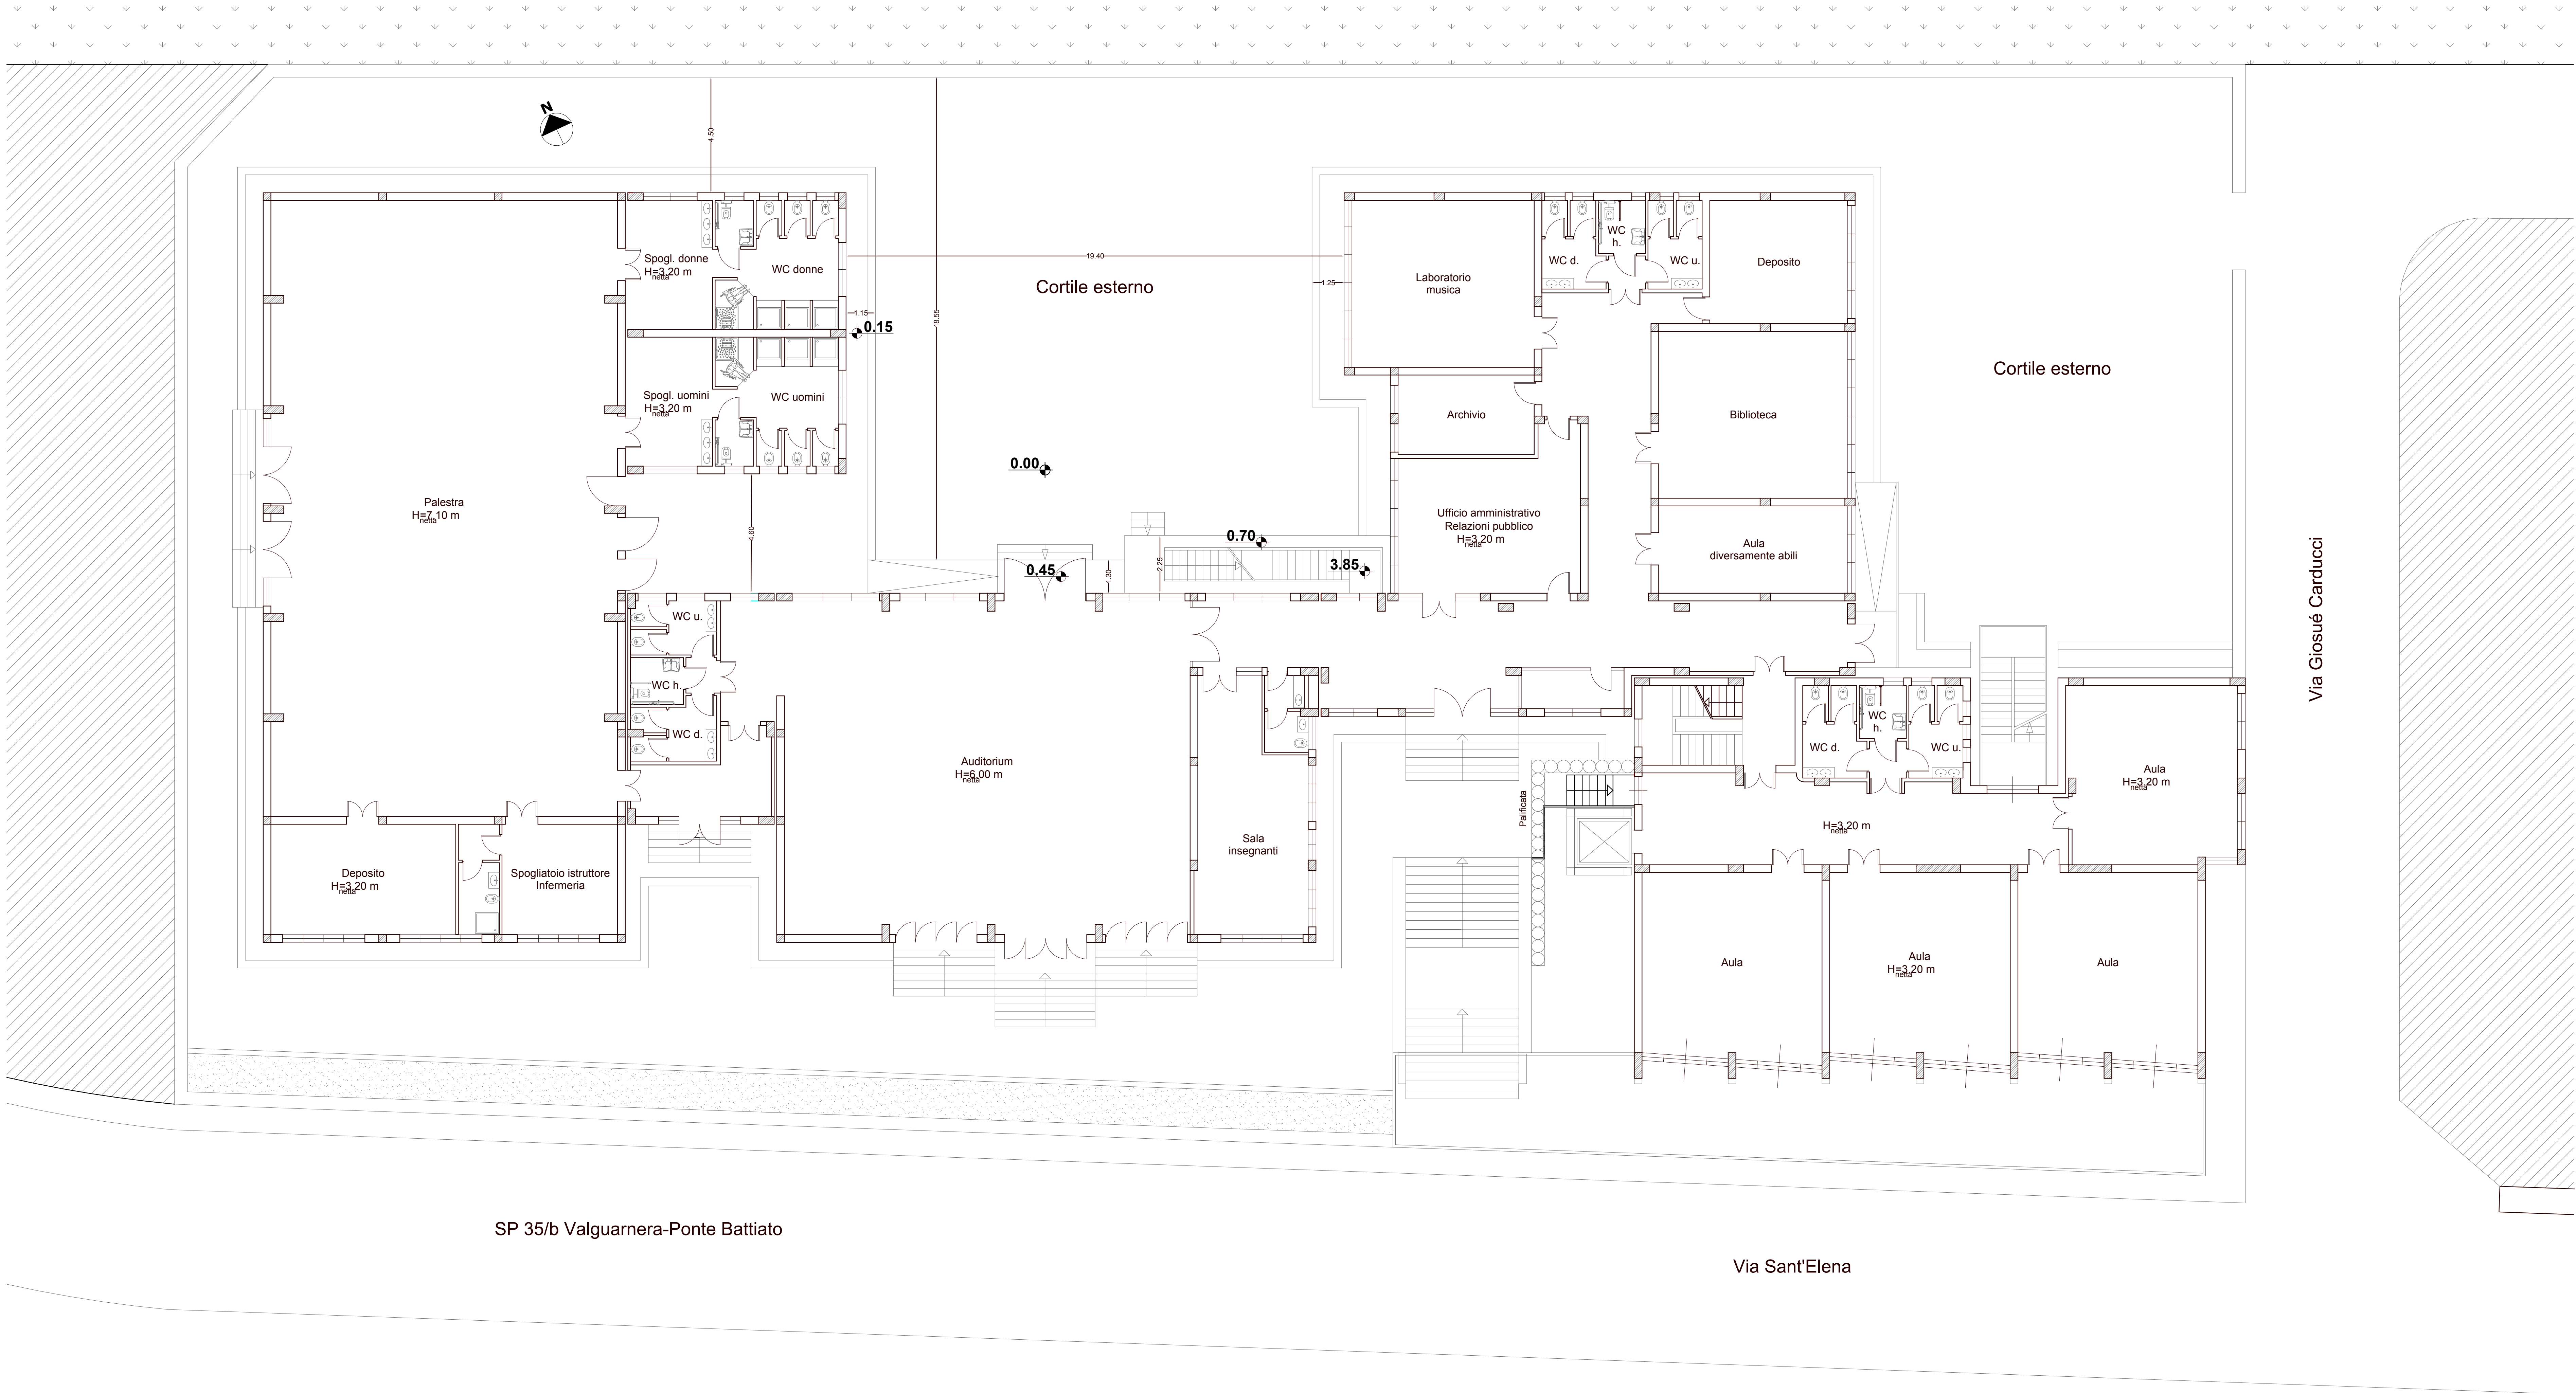 N
4.50
19.40
18.55
1.25
1.15
0.15
Spogl. donne
H=3,20 m
netta
WC donne
Cortile esterno
Laboratorio
musica
WC d.
WC
h.
WC u.
Deposito
Cortile esterno
Spogl. uomini
H=3,20 m
netta
WC uomini
Archivio
Biblioteca
0.00
Palestra
H=7,10 m
netta
4.60
Ufficio amministrativo
Relazioni pubblico
H=3,20 m
netta
Aula
diversamente abili
0.70
0.45
1.30
2.25
3.85
WC u.
WC h.
WC d.
Via Giosué Carducci
Auditorium
H=6,00 m
netta
WC d.
WC
h.
WC u.
Aula
H=3,20 m
netta
Palificata
H=3,20 m
netta
Sala
insegnanti
Deposito
H=3,20 m
netta
Spogliatoio istruttore
Infermeria
Aula
Aula
H=3,20 m
netta
Aula
SP 35/b Valguarnera-Ponte Battiato
Via Sant'Elena